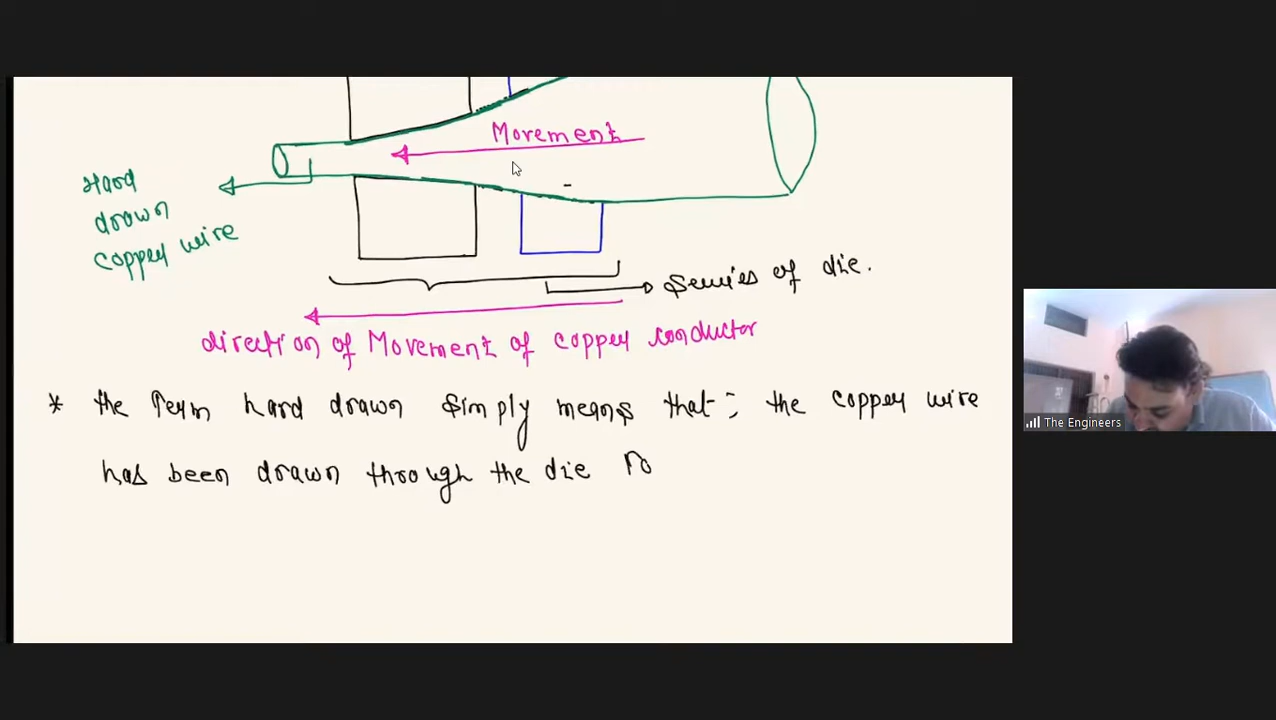 Movement
Hard
drawn
copper wire
Series of die.
direction of Movement of copper conductor
* the Term hard drawn simply means that :- the copper wire
has been drawn through the die
The Engineers